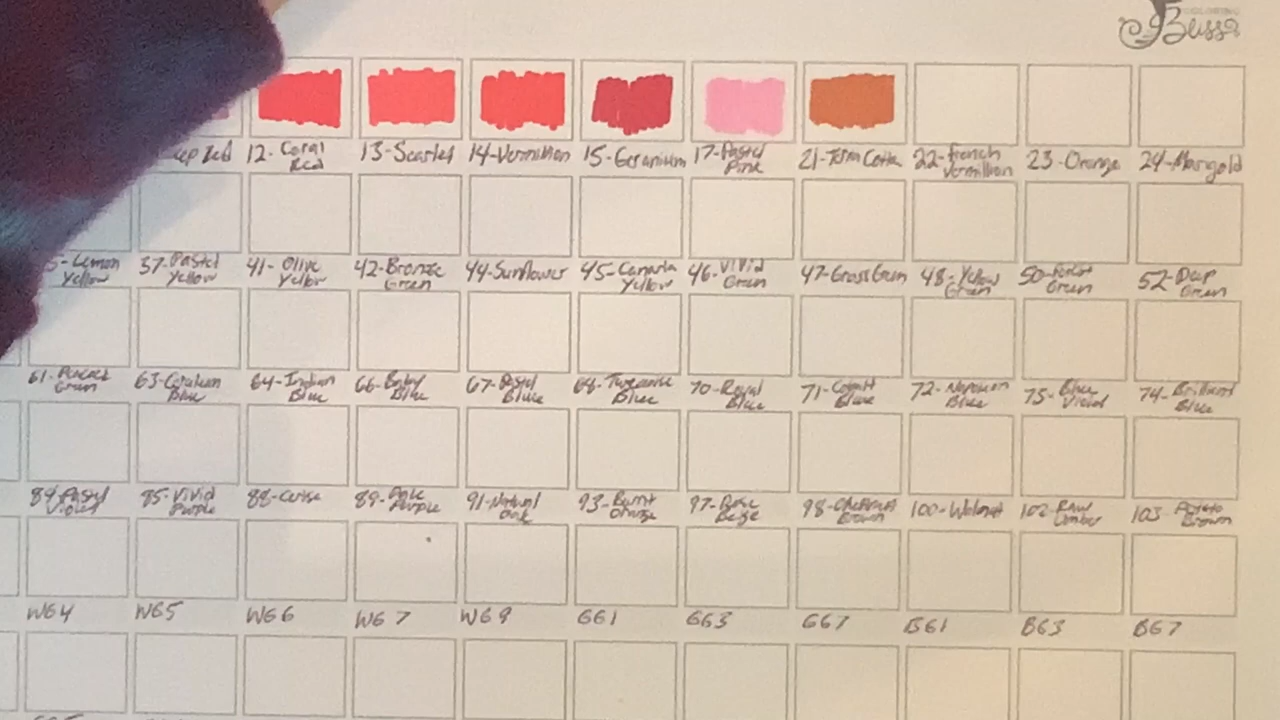 Bliss
12-Coral Red
13-Scarlet
14-Vermilion
15-Geranium
17-Pastel Pink
21-Terra Cotta
22-French Vermillion
23-Orange
24-Marigold
Lemon Yellow
37-Pastel Yellow
41-Olive Yellow
42-Bronze Green
44-Sunflower
45-Canaria Yellow
46-Vivid Green
47-Grass Green
48-Yellow Green
50-Forest Green
52-Deep Green
61-Peacock Green
63-Cerulean Blue
64-Indian Blue
66-Baby Blue
67-Pastel Blue
68-Turquoise Blue
70-Royal Blue
71-Cobalt Blue
72-Napoleon Blue
75-Blue Violet
74-Brilliant Blue
84-Pastel Violet
85-Vivid Purple
88-Cerise
89-Pale Purple
91-Natural Oak
93-Burnt Orange
97-Rose Beige
98-Chestnut Brown
100-Walnut
102-Raw Umber
103-Potato Brown
WG4
WG5
WG6
WG7
WG9
GG1
GG3
GG7
BG1
BG3
BG7